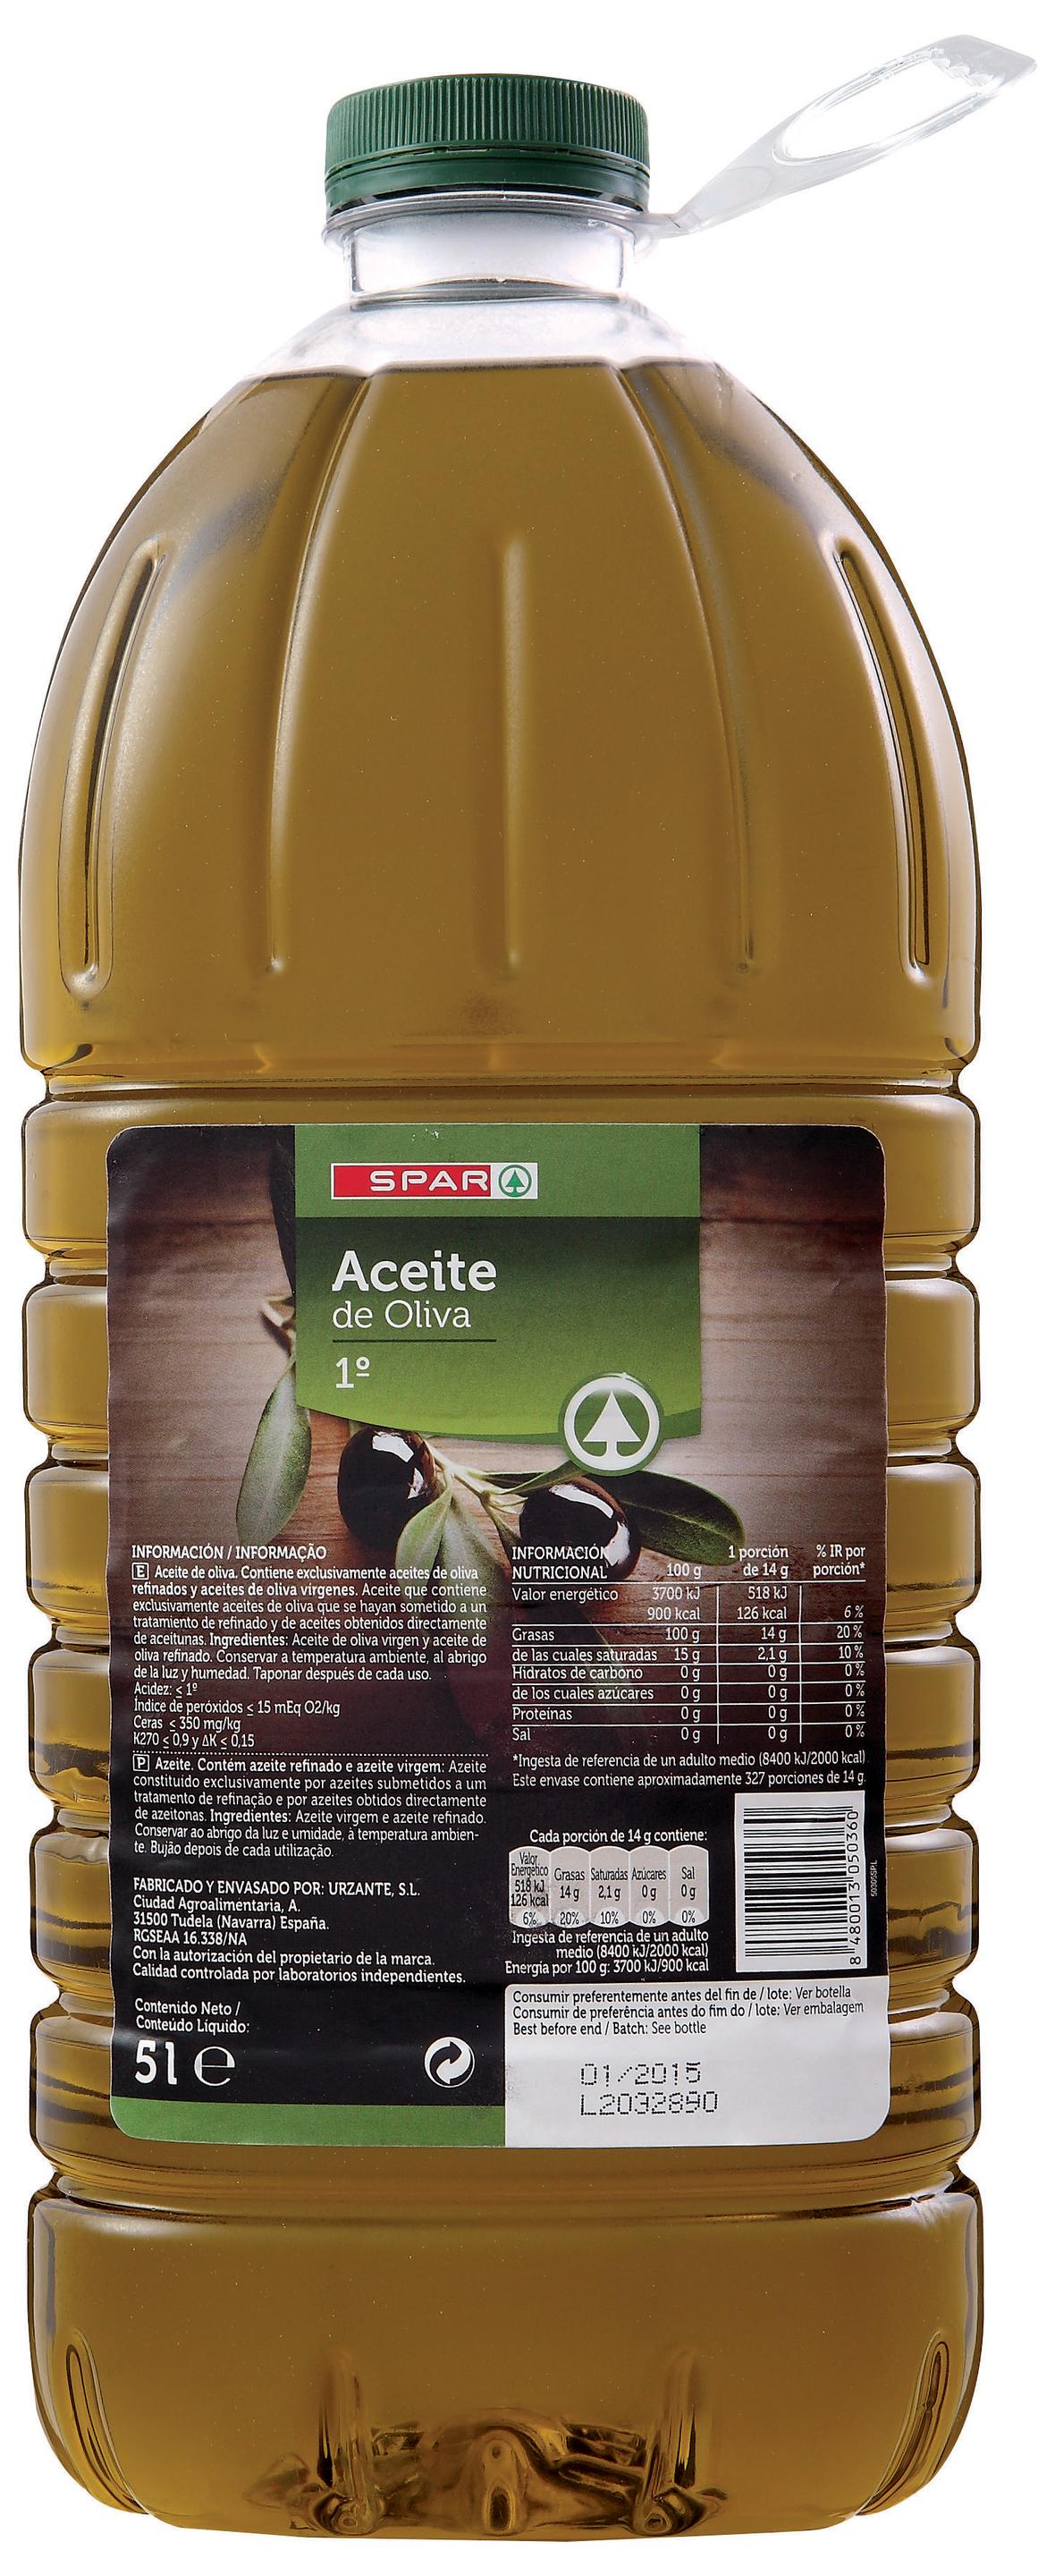 SPAR
Aceite
de Oliva
1º
INFORMACIÓN / INFORMAÇÃO
E Aceite de oliva. Contiene exclusivamente aceites de oliva
refinados y aceites de oliva vírgenes. Aceite que contiene
exclusivamente aceites de oliva que se hayan sometido a un
tratamiento de refinado y de aceites obtenidos directamente
de aceitunas. Ingredientes: Aceite de oliva virgen y aceite de
oliva refinado. Conservar a temperatura ambiente, al abrigo
de la luz y humedad. Taponar después de cada uso.
Acidez: ≤ 1º
Índice de peróxidos ≤ 15 mEq O2/kg
Ceras ≤ 350 mg/kg
K270 ≤ 0,9 y ΔK ≤ 0,15
P Azeite. Contém azeite refinado e azeite virgem: Azeite
constituido exclusivamente por azeites submetidos a um
tratamento de refinação e por azeites obtidos directamente
de azeitonas. Ingredientes: Azeite virgem e azeite refinado.
Conservar ao abrigo da luz e umidade, à temperatura ambien-
te. Bujão depois de cada utilização.
FABRICADO Y ENVASADO POR: URZANTE, S.L.
Ciudad Agroalimentaria, A.
31500 Tudela (Navarra) España.
RGSEAA 16.338/NA
Con la autorización del propietario de la marca.
Calidad controlada por laboratorios independientes.
Contenido Neto /
Conteúdo Líquido:
5l e
INFORMACIÓN 1 porción % IR por
NUTRICIONAL 100 g de 14 g porción*
Valor energético 3700 kJ 518 kJ
900 kcal 126 kcal 6 %
Grasas 100 g 14 g 20 %
de las cuales saturadas 15 g 2,1 g 10 %
Hidratos de carbono 0 g 0 g 0 %
de los cuales azúcares 0 g 0 g 0 %
Proteínas 0 g 0 g 0 %
Sal 0 g 0 g 0 %
*Ingesta de referencia de un adulto medio (8400 kJ/2000 kcal)
Este envase contiene aproximadamente 327 porciones de 14 g.
Cada porción de 14 g contiene:
Valor
Energético Grasas Saturadas Azúcares Sal
518 kJ 14 g 2,1 g 0 g 0 g
126 kcal
6% 20% 10% 0% 0%
Ingesta de referencia de un adulto
medio (8400 kJ/2000 kcal)
Energía por 100 g: 3700 kJ/900 kcal
8 480013 050360
50305SPL
Consumir preferentemente antes del fin de / lote: Ver botella
Consumir de preferência antes do fim do / lote: Ver embalagem
Best before end / Batch: See bottle
01/2015
L2032890